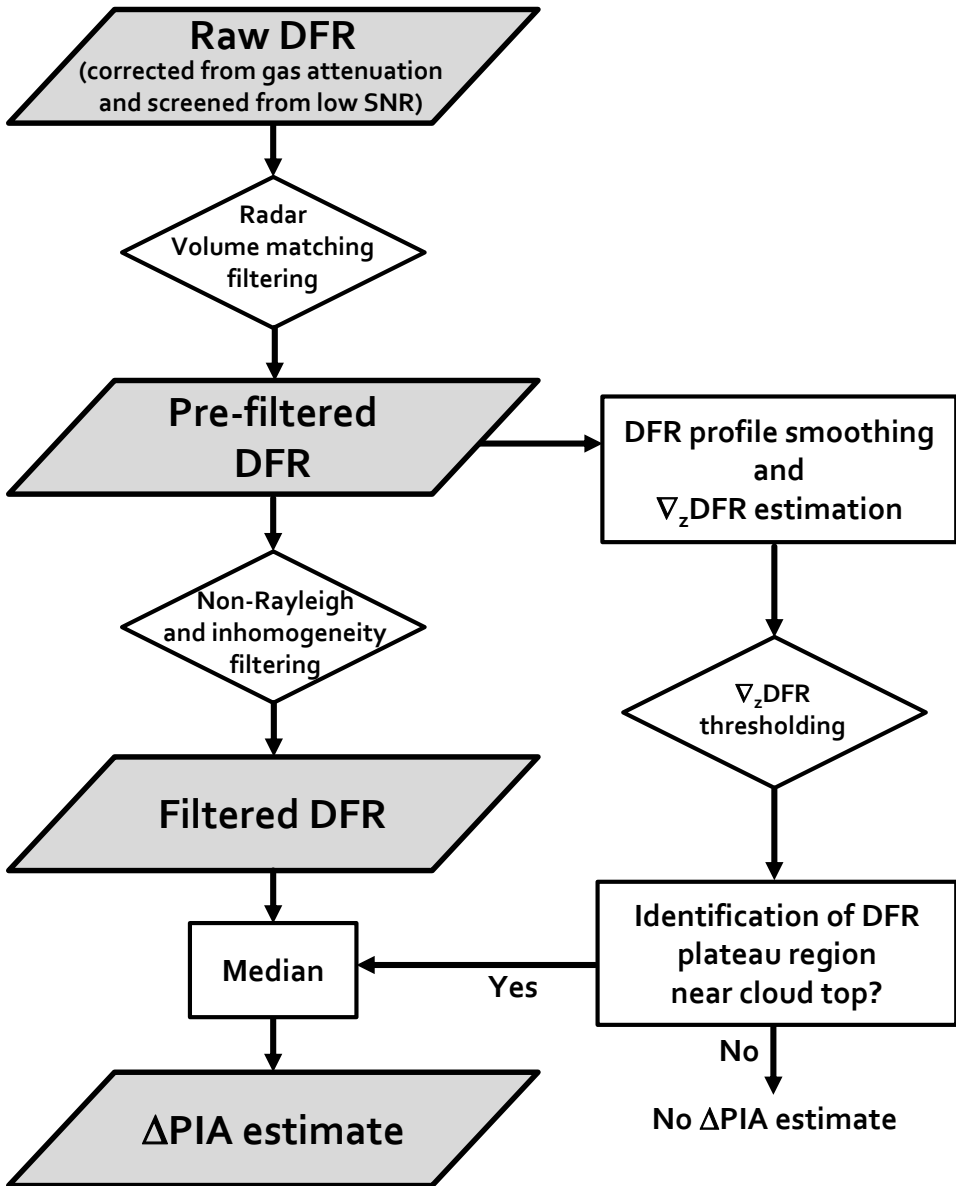 Raw DFR
(corrected from gas attenuation
and screened from low SNR)
Radar
Volume matching
filtering
Pre-filtered
DFR
DFR profile smoothing
and
∇zDFR estimation
Non-Rayleigh
and inhomogeneity
filtering
∇zDFR
thresholding
Filtered DFR
Identification of DFR
plateau region
near cloud top?
Median
Yes
No
ΔPIA estimate
No ΔPIA estimate